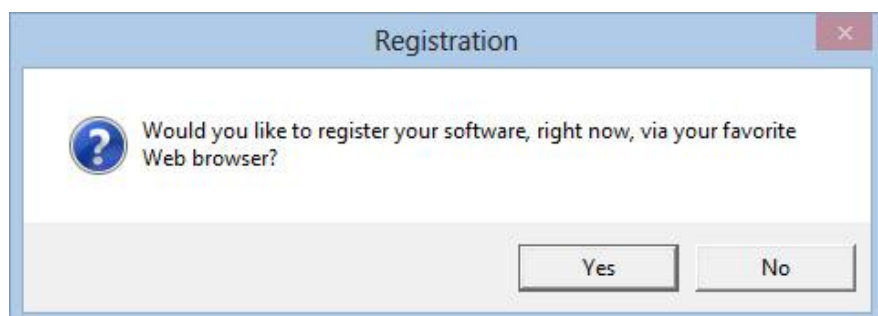 Registration
Would you like to register your software, right now, via your favorite
Web browser?
Yes
No